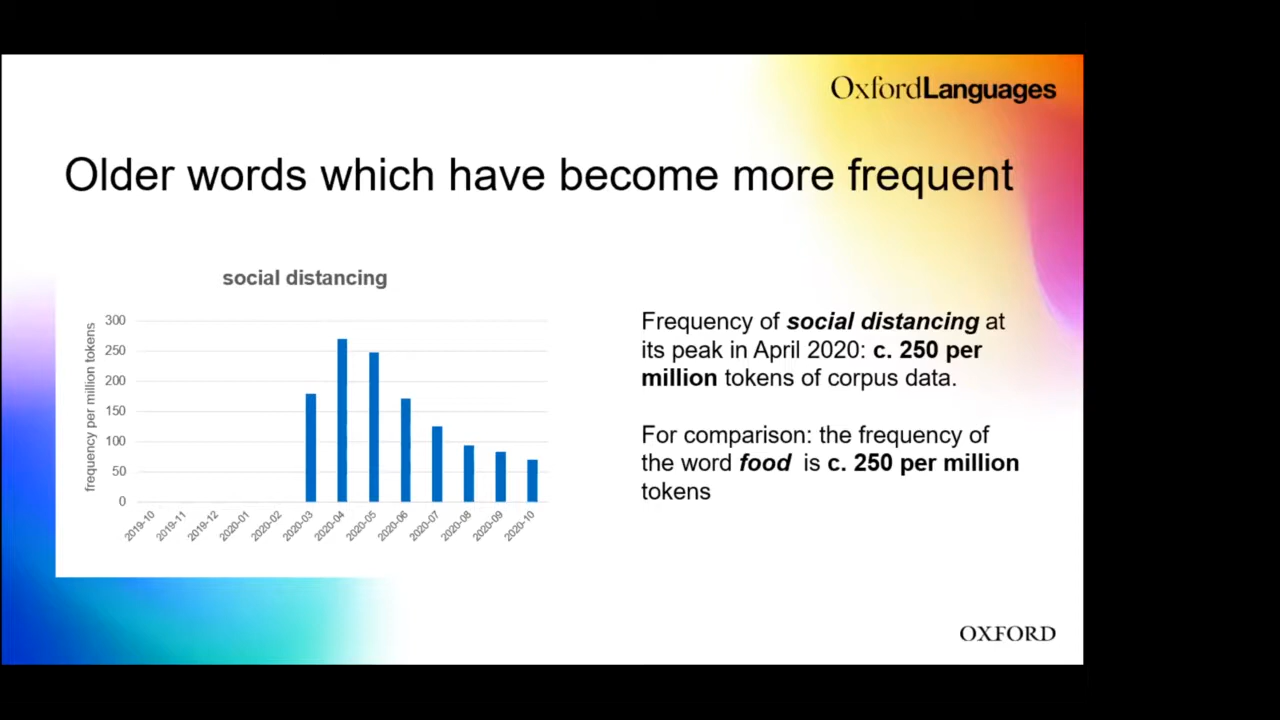 OxfordLanguages
Older words which have become more frequent
social distancing
frequency per million tokens
300
250
200
150
100
50
0
2019-10
2019-11
2019-12
2020-01
2020-02
2020-03
2020-04
2020-05
2020-06
2020-07
2020-08
2020-09
2020-10
Frequency of social distancing at
its peak in April 2020: c. 250 per
million tokens of corpus data.
For comparison: the frequency of
the word food is c. 250 per million
tokens
OXFORD